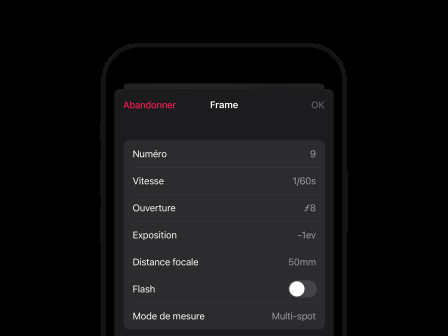 Abandonner Frame OK
Numéro 9
Vitesse 1/60s
Ouverture ƒ8
Exposition -1ev
Distance focale 50mm
Flash
Mode de mesure Multi-spot